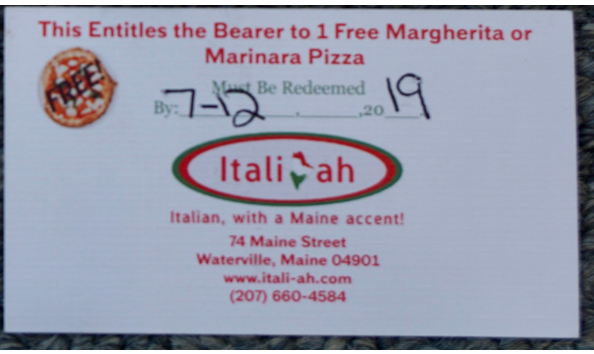 This Entitles the Bearer to 1 Free Margherita or
Marinara Pizza
FREE!
Must Be Redeemed
By: 7-12, ,20 19
Itali ah
Italian, with a Maine accent!
74 Maine Street
Waterville, Maine 04901
www.itali-ah.com
(207) 660-4584